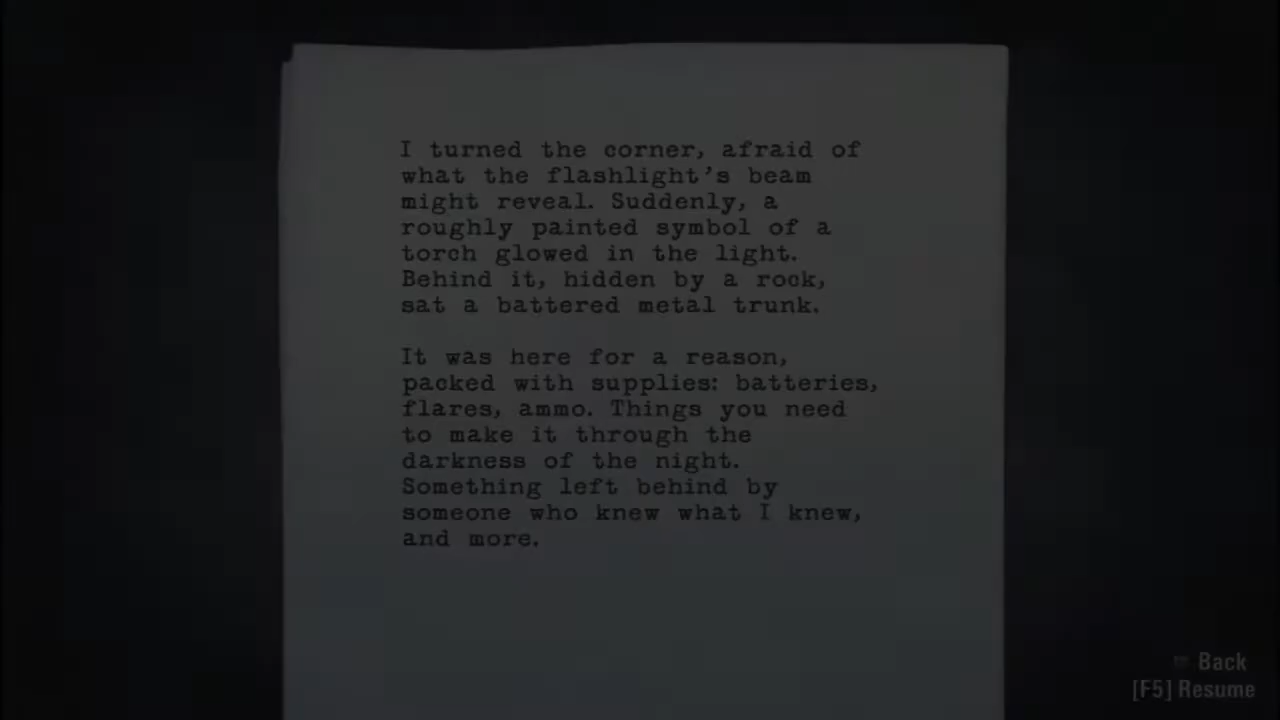 I turned the corner, afraid of
what the flashlight's beam
might reveal. Suddenly, a
roughly painted symbol of a
torch glowed in the light.
Behind it, hidden by a rock,
sat a battered metal trunk.
It was here for a reason,
packed with supplies: batteries,
flares, ammo. Things you need
to make it through the
darkness of the night.
Something left behind by
someone who knew what I knew,
and more.
Back
[F5] Resume